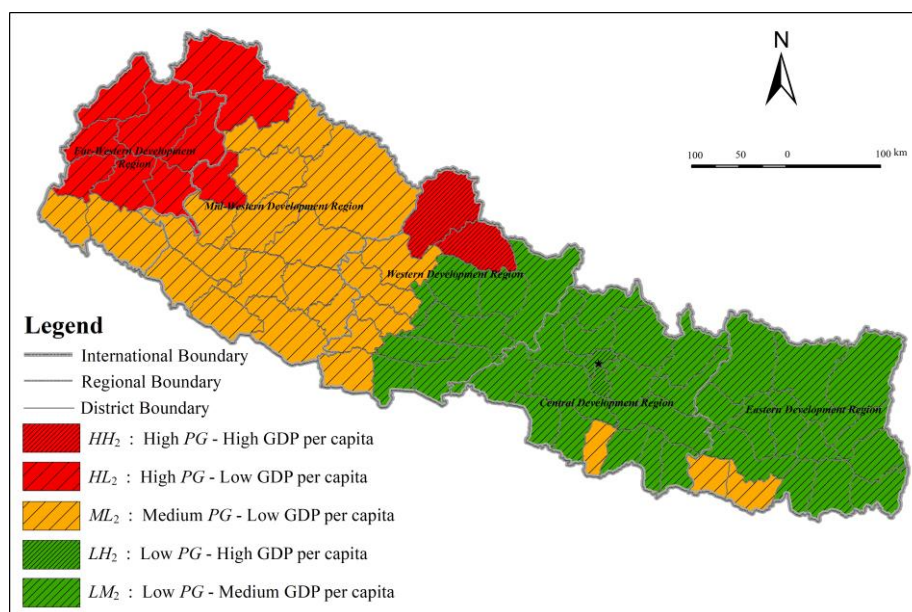 N
100 50 0 100 km
Far-Western Development
Region
Mid-Western Development Region
Western Development Region
Central Development Region
Eastern Development Region
Legend
International Boundary
Regional Boundary
District Boundary
HH₂ : High PG - High GDP per capita
HL₂ : High PG - Low GDP per capita
ML₂ : Medium PG - Low GDP per capita
LH₂ : Low PG - High GDP per capita
LM₂ : Low PG - Medium GDP per capita